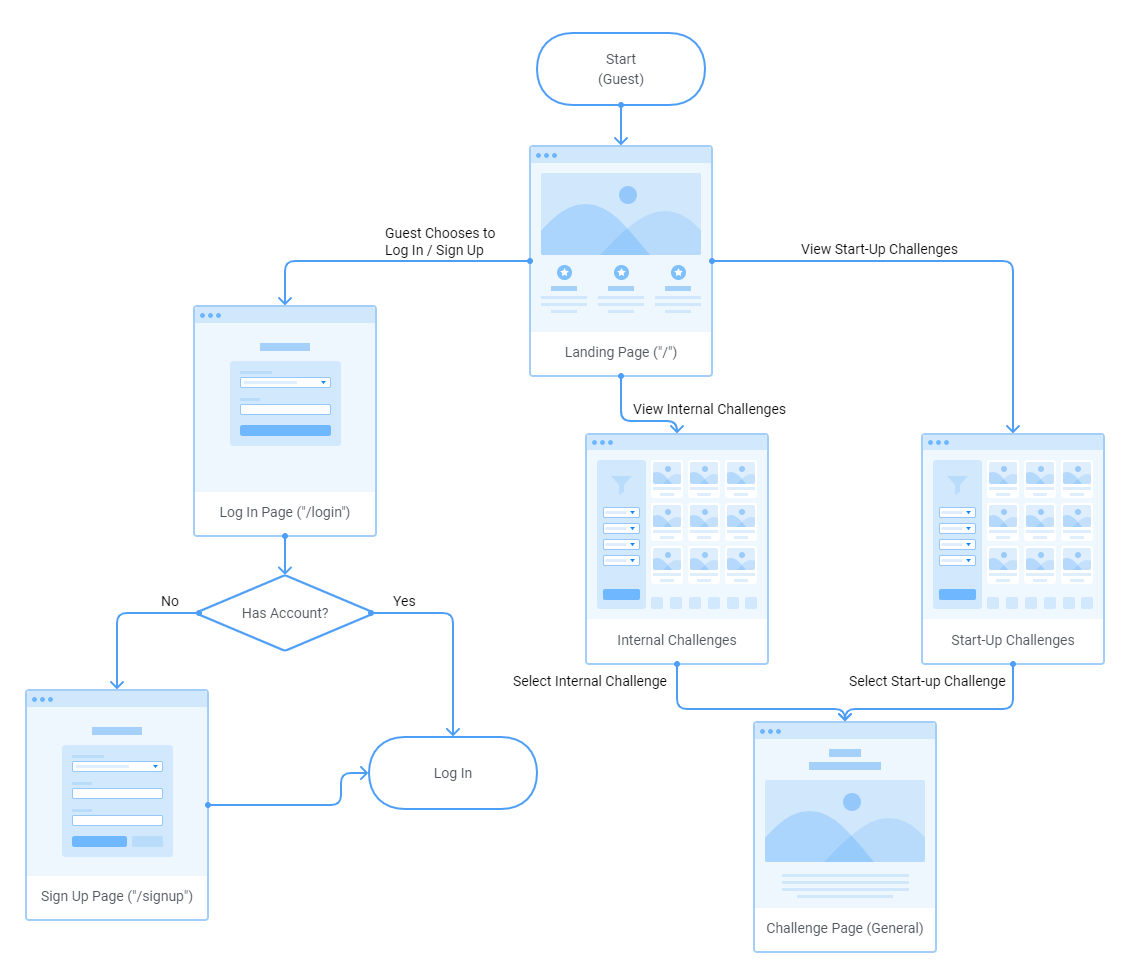 Start
(Guest)
Guest Chooses to
Log In / Sign Up
View Start-Up Challenges
Landing Page ("/")
View Internal Challenges
Log In Page ("/login")
No
Has Account?
Yes
Internal Challenges
Start-Up Challenges
Select Internal Challenge
Select Start-up Challenge
Log In
Sign Up Page ("/signup")
Challenge Page (General)